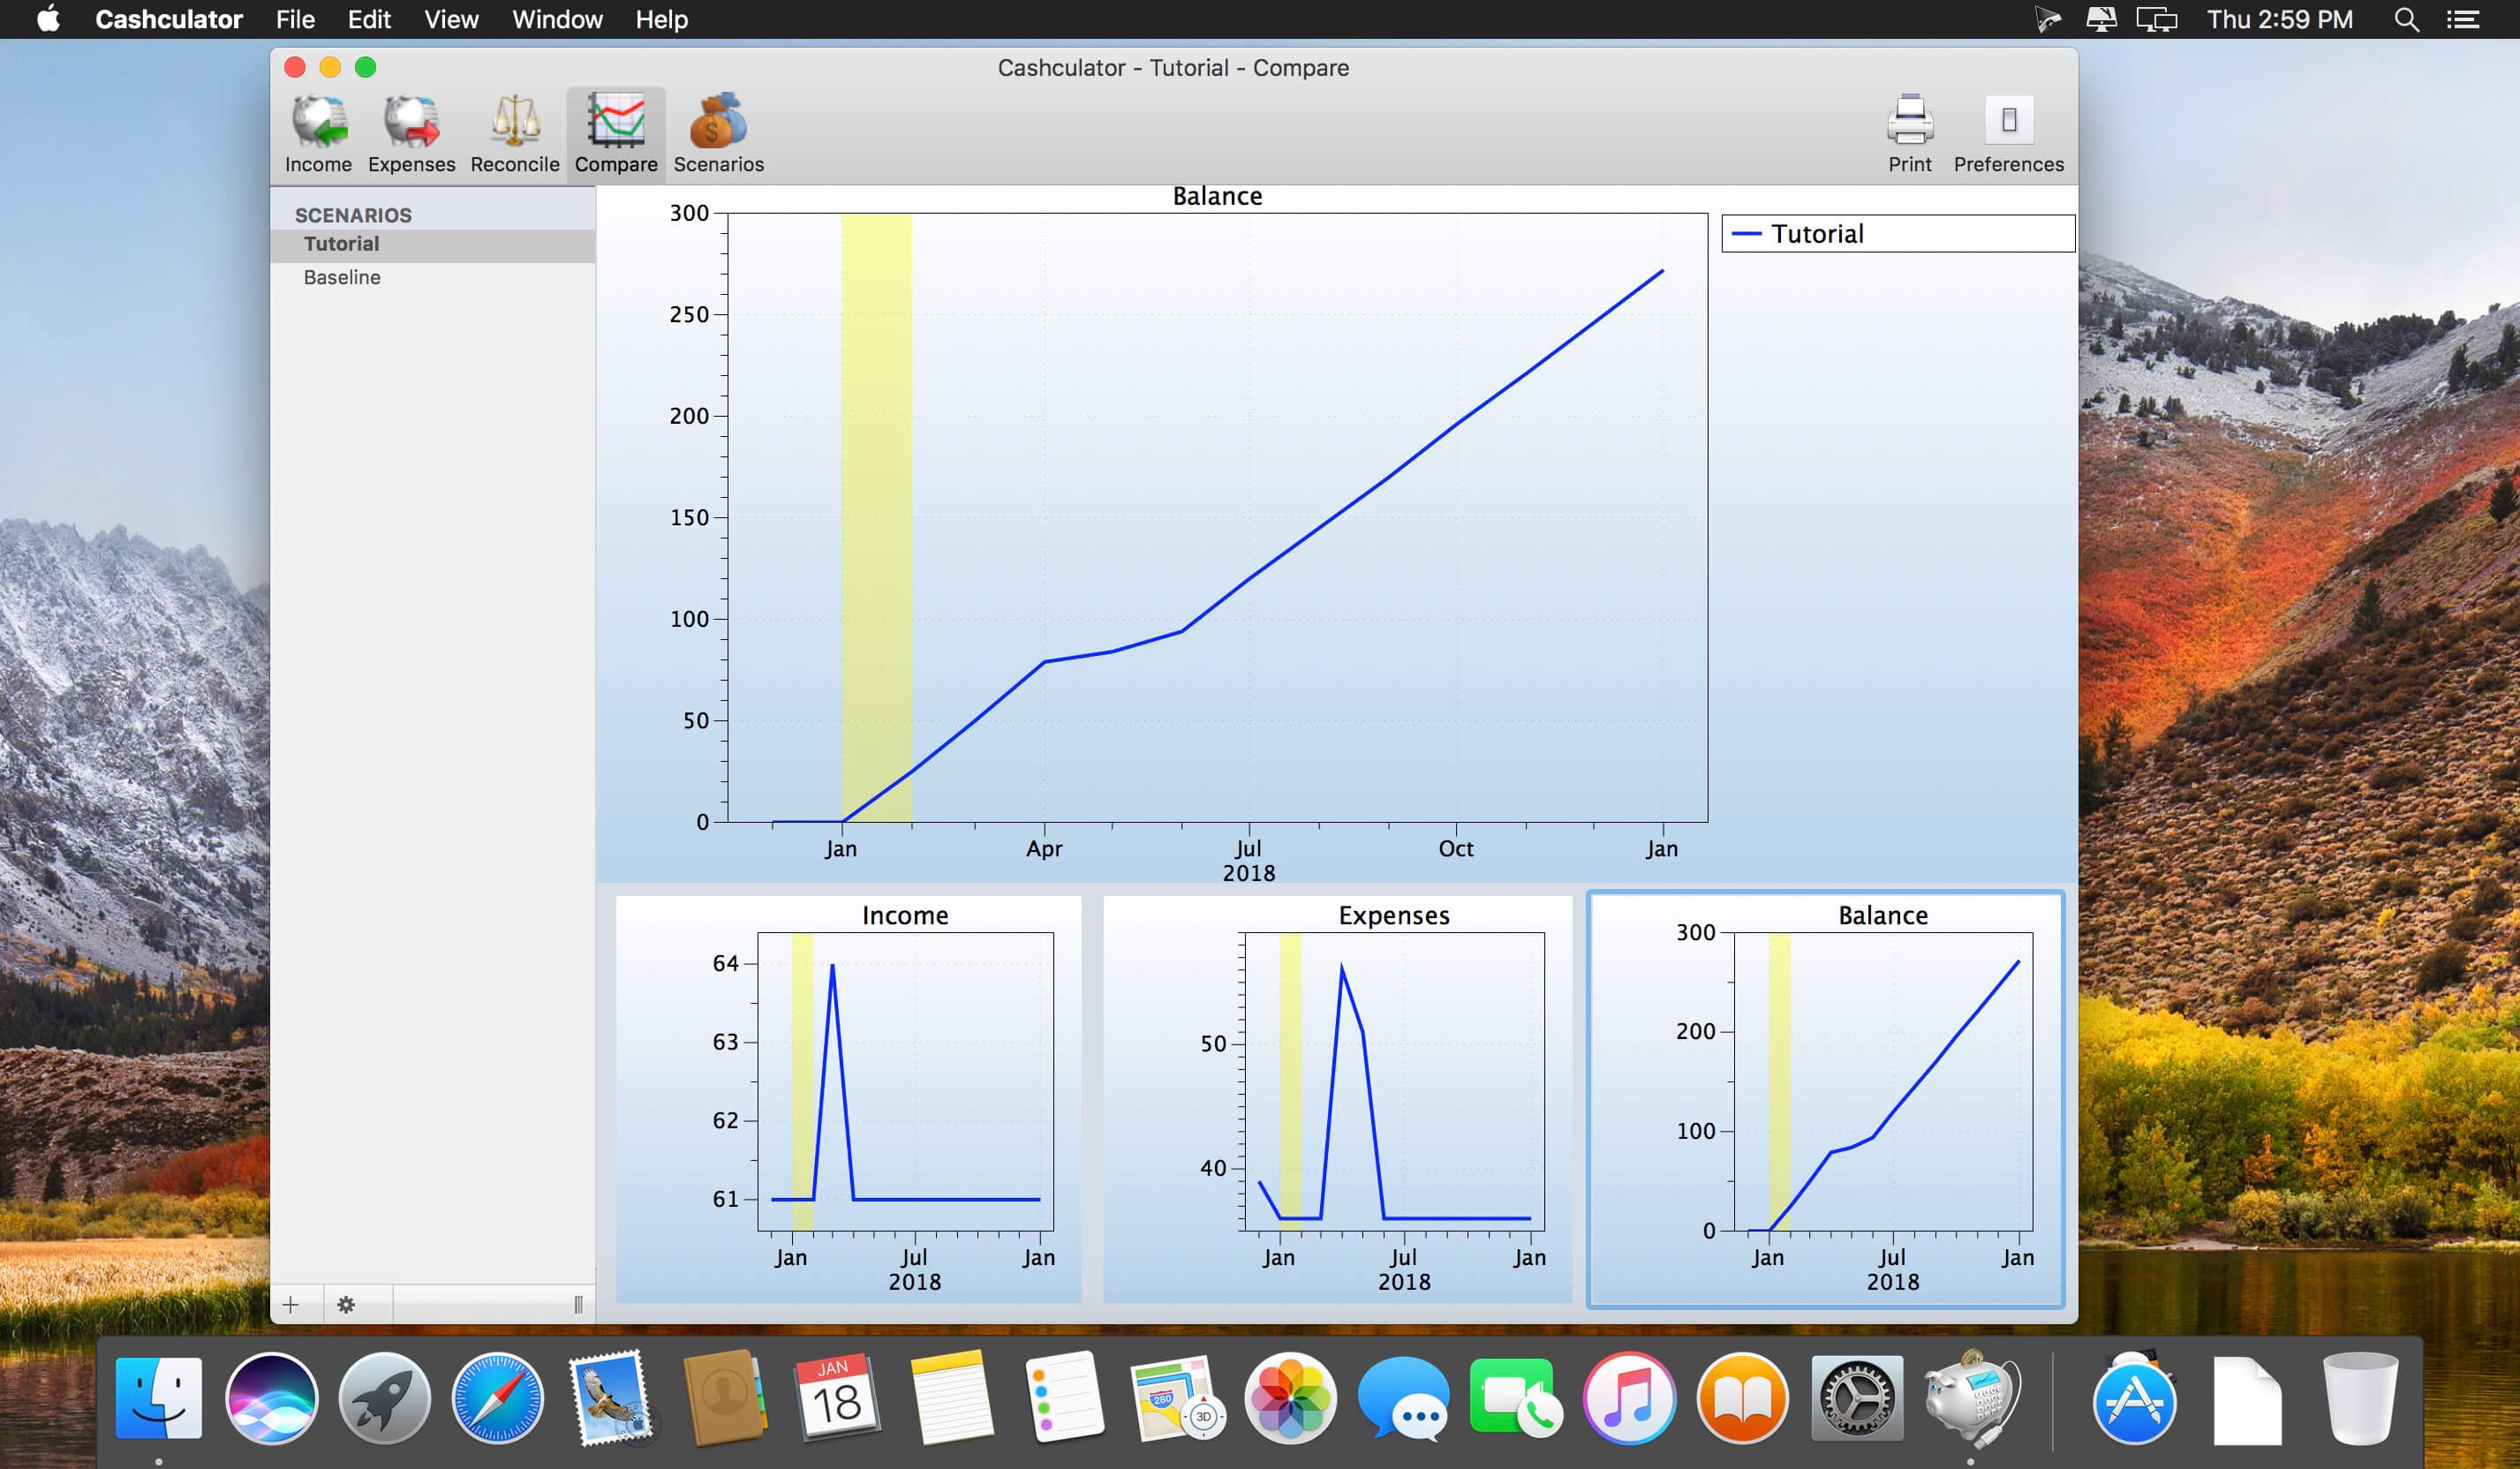 Cashculator File Edit View Window Help Thu 2:59 PM
Cashculator - Tutorial - Compare
Income Expenses Reconcile Compare Scenarios Print Preferences
SCENARIOS
Tutorial
Baseline
Balance
300
250
200
150
100
50
0
Jan Apr Jul Oct Jan
2018
Tutorial
Income
64
63
62
61
Jan Jul Jan
2018
Expenses
50
40
Jan Jul Jan
2018
Balance
300
200
100
0
Jan Jul Jan
2018
JAN
18
280
3D